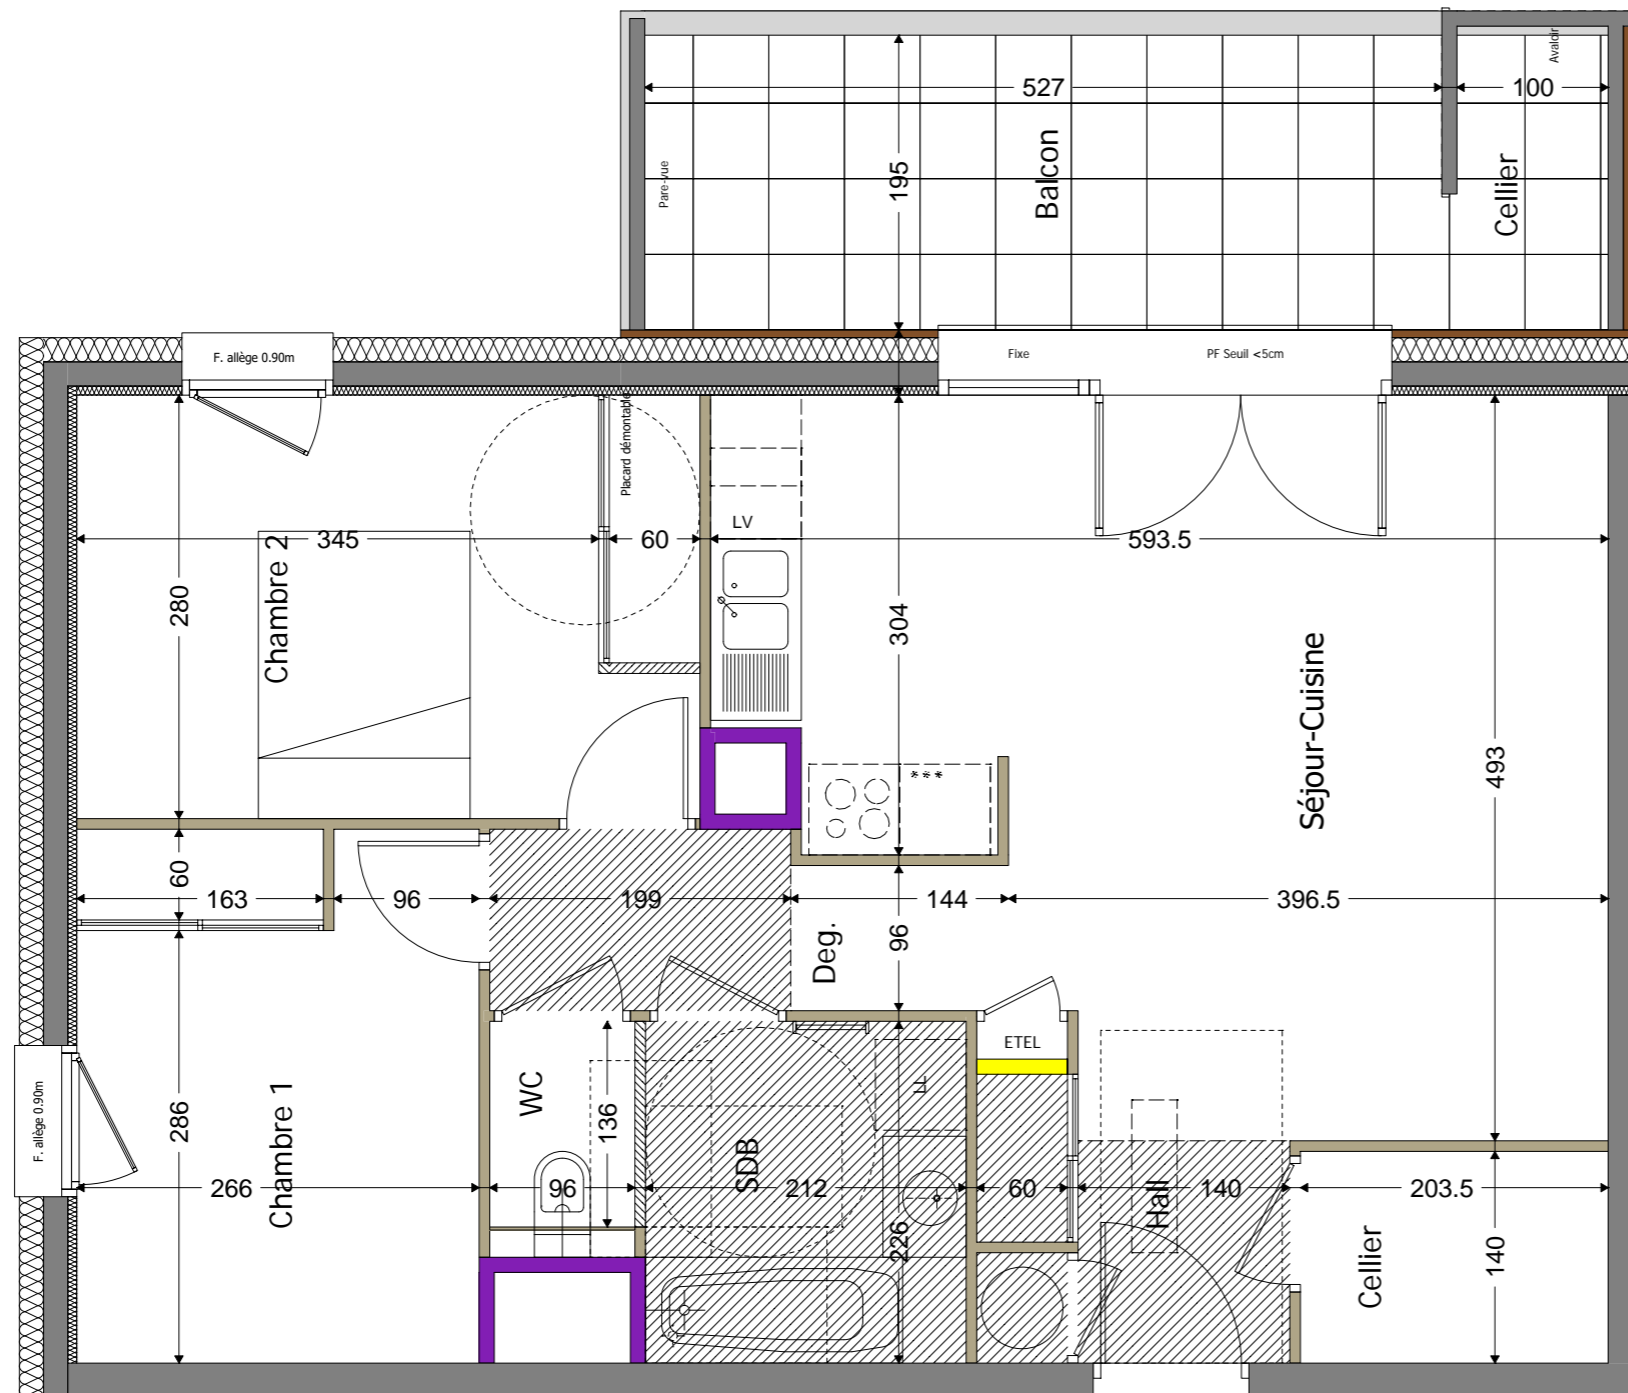 Avaloir
527
100
Balcon
Pare-vue
195
Cellier
F. allège 0.90m
Fixe
PF Seuil <5cm
Placard démontable
LV
345
60
593.5
Chambre 2
280
304
Séjour-Cuisine
493
***
60
163
96
199
144
396.5
Deg.
96
ETEL
F. allège 0.90m
Chambre 1
286
WC
136
LL
SDB
266
96
212
60
Hall
140
203.5
226
Cellier
140